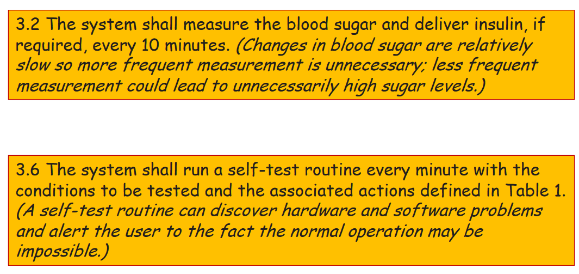 3.2 The system shall measure the blood sugar and deliver insulin, if
required, every 10 minutes. (Changes in blood sugar are relatively
slow so more frequent measurement is unnecessary; less frequent
measurement could lead to unnecessarily high sugar levels.)
3.6 The system shall run a self-test routine every minute with the
conditions to be tested and the associated actions defined in Table 1.
(A self-test routine can discover hardware and software problems
and alert the user to the fact the normal operation may be
impossible.)